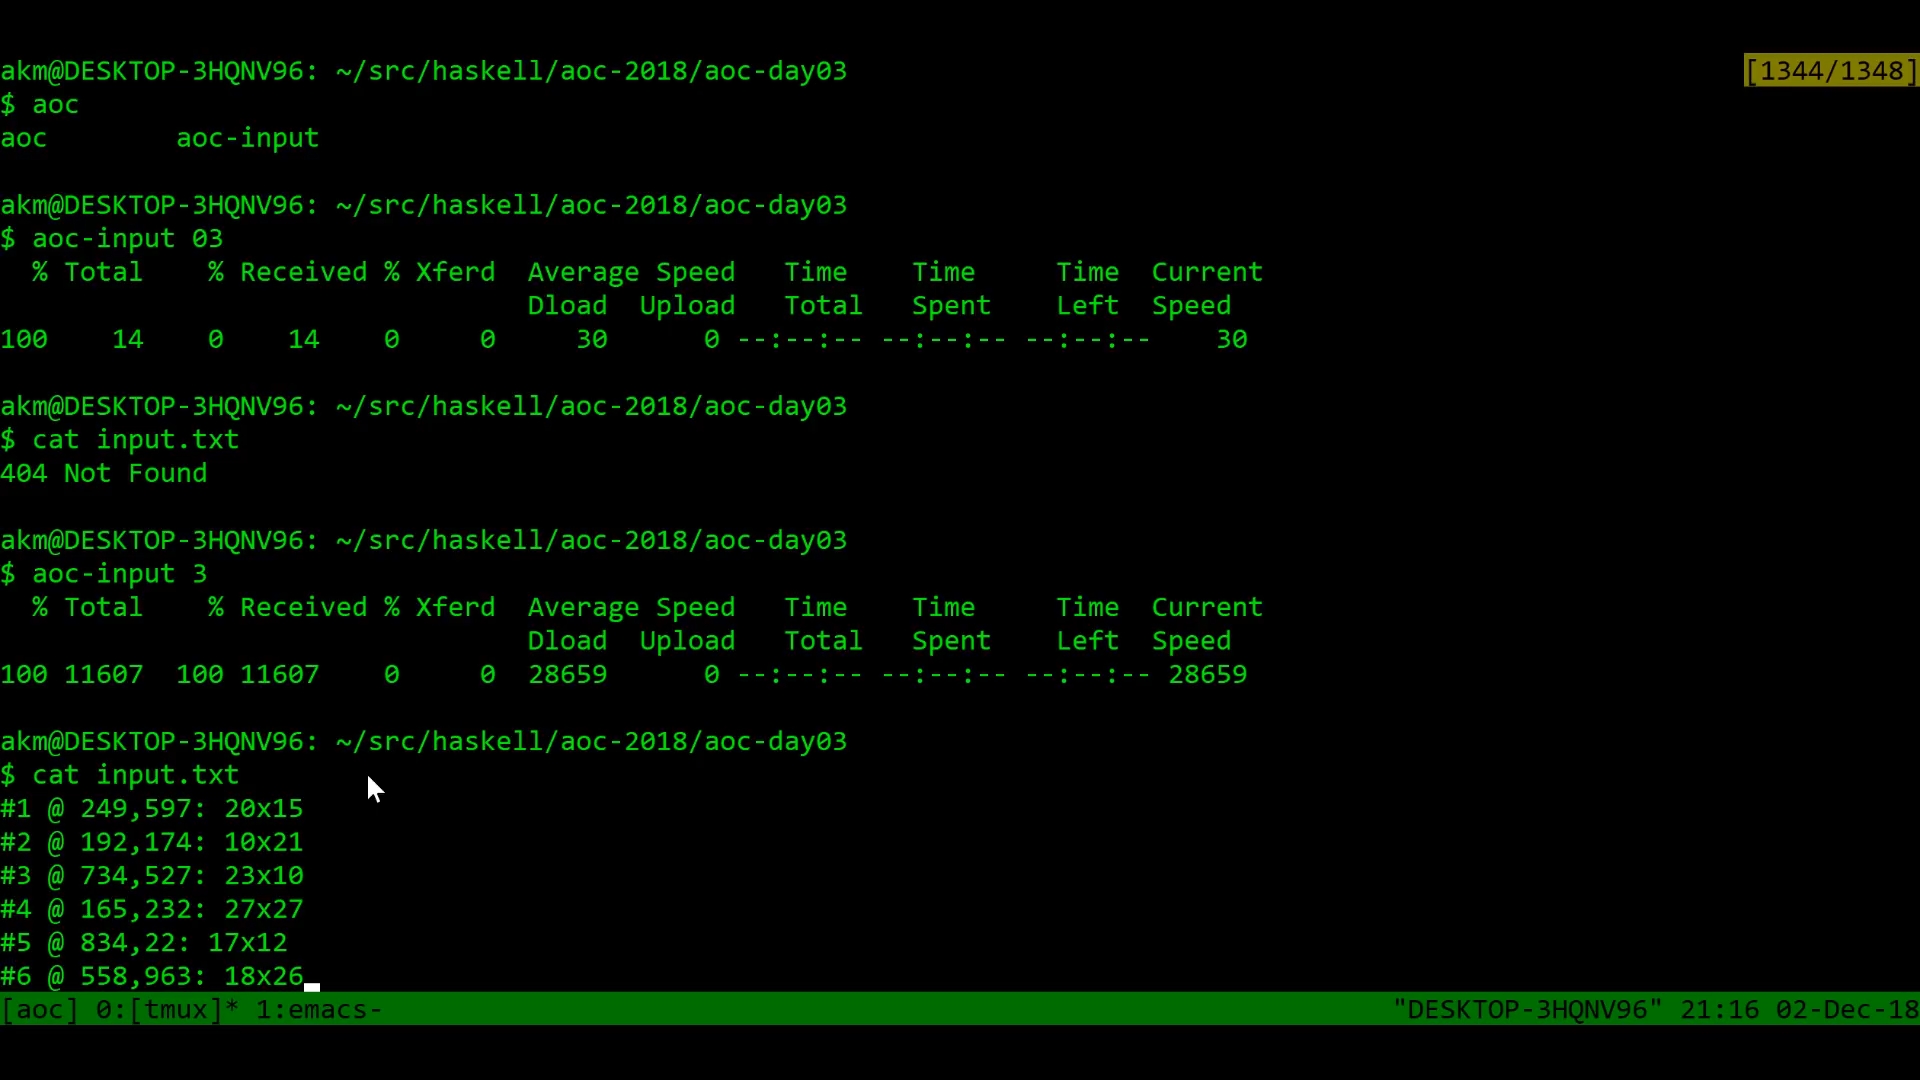 akm@DESKTOP-3HQNV96: ~/src/haskell/aoc-2018/aoc-day03 [1344/1348]
$ aoc
aoc        aoc-input
akm@DESKTOP-3HQNV96: ~/src/haskell/aoc-2018/aoc-day03
$ aoc-input 03
  % Total    % Received % Xferd  Average Speed   Time    Time     Time  Current
                                 Dload  Upload   Total   Spent    Left  Speed
100    14    0    14    0     0     30      0 --:--:-- --:--:-- --:--:--    30
akm@DESKTOP-3HQNV96: ~/src/haskell/aoc-2018/aoc-day03
$ cat input.txt
404 Not Found
akm@DESKTOP-3HQNV96: ~/src/haskell/aoc-2018/aoc-day03
$ aoc-input 3
  % Total    % Received % Xferd  Average Speed   Time    Time     Time  Current
                                 Dload  Upload   Total   Spent    Left  Speed
100 11607  100 11607    0     0  28659      0 --:--:-- --:--:-- --:--:-- 28659
akm@DESKTOP-3HQNV96: ~/src/haskell/aoc-2018/aoc-day03
$ cat input.txt
#1 @ 249,597: 20x15
#2 @ 192,174: 10x21
#3 @ 734,527: 23x10
#4 @ 165,232: 27x27
#5 @ 834,22: 17x12
#6 @ 558,963: 18x26
[aoc] 0:[tmux]* 1:emacs- "DESKTOP-3HQNV96" 21:16 02-Dec-18